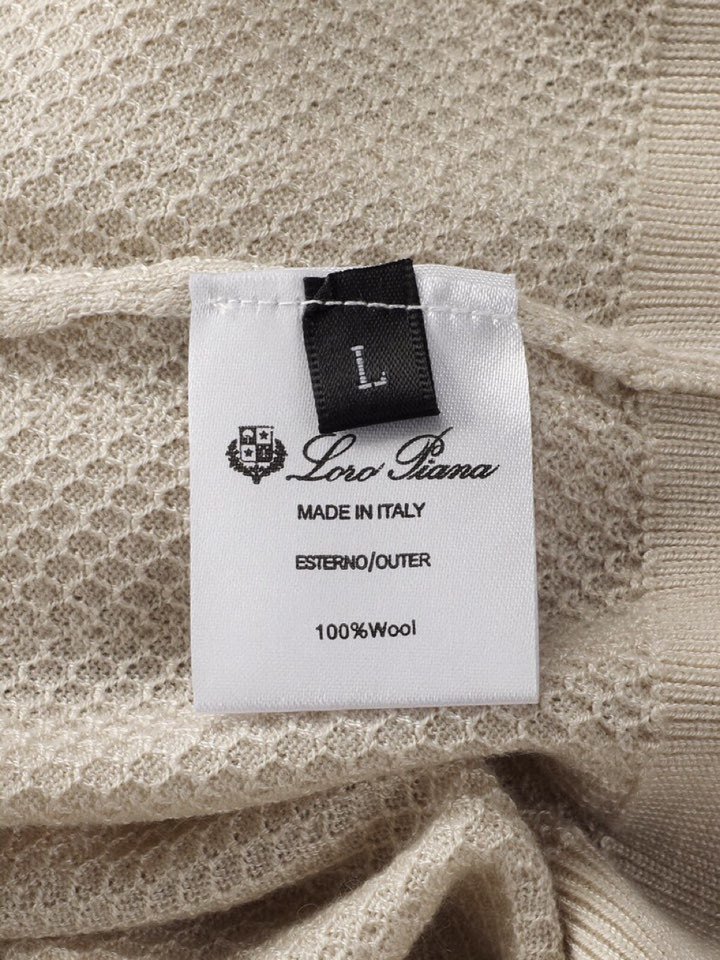 L
Loro Piana
MADE IN ITALY
ESTERNO/OUTER
100%Wool